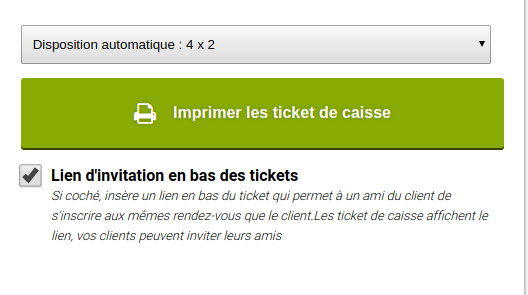 Disposition automatique : 4 x 2
Imprimer les ticket de caisse
Lien d'invitation en bas des tickets
Si coché, insère un lien en bas du ticket qui permet à un ami du client de
s'inscrire aux mêmes rendez-vous que le client.Les ticket de caisse affichent le
lien, vos clients peuvent inviter leurs amis